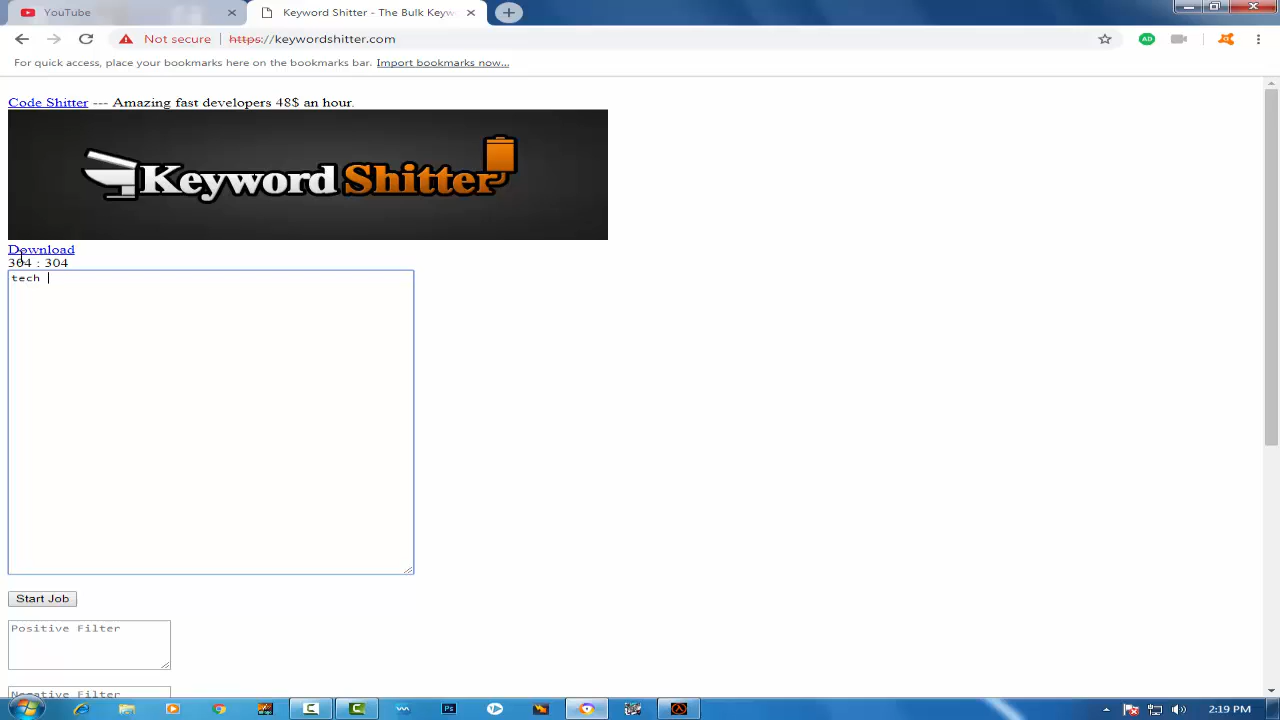 YouTube
Keyword Shitter - The Bulk Keyw
Not secure
https://keywordshitter.com
AD
For quick access, place your bookmarks here on the bookmarks bar. Import bookmarks now...
Code Shitter --- Amazing fast developers 48$ an hour.
Keyword Shitter
Download
304 : 304
tech
Start Job
Positive Filter
Negative Filter
Ps
2:19 PM